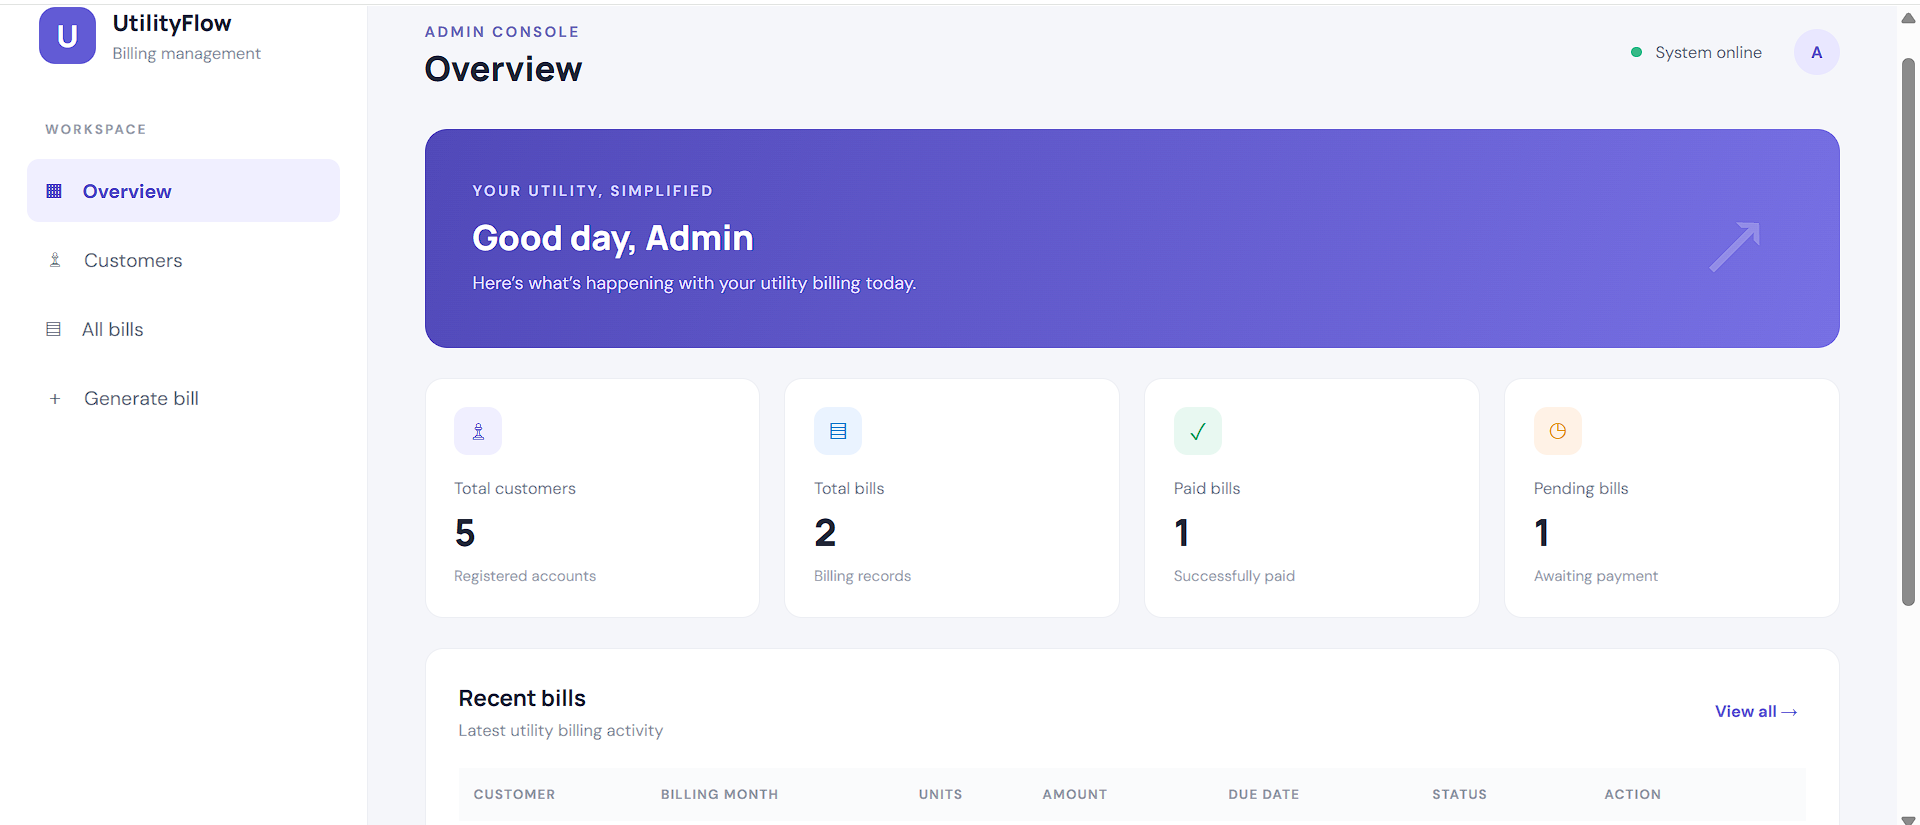 U
UtilityFlow
Billing management
WORKSPACE
Overview
Customers
All bills
+ Generate bill
ADMIN CONSOLE
Overview
System online
A
YOUR UTILITY, SIMPLIFIED
Good day, Admin
Here’s what’s happening with your utility billing today.
Total customers
5
Registered accounts
Total bills
2
Billing records
Paid bills
1
Successfully paid
Pending bills
1
Awaiting payment
Recent bills
Latest utility billing activity
View all →
CUSTOMER BILLING MONTH UNITS AMOUNT DUE DATE STATUS ACTION